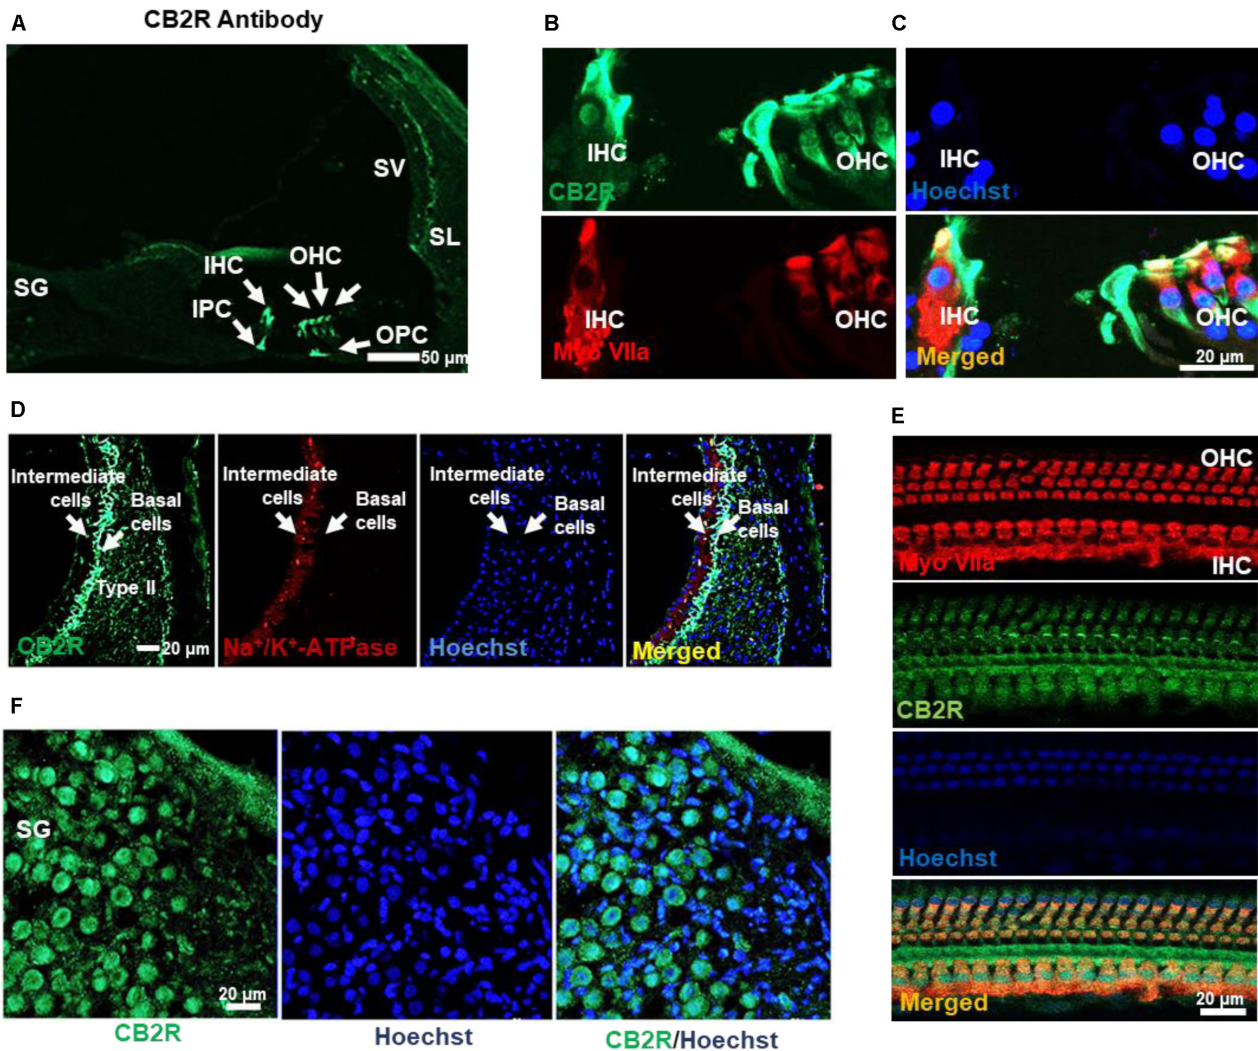 A
CB2R Antibody
SV
SL
IHC
OHC
SG
IPC
OPC
50 µm
B
IHC
OHC
CB2R
IHC
OHC
Myo VIIa
C
IHC
OHC
Hoechst
IHC
OHC
Merged
20 µm
D
Intermediate
cells
Basal
cells
Type II
CB2R
20 µm
Intermediate
cells
Basal
cells
Na⁺/K⁺-ATPase
Intermediate
cells
Basal
cells
Hoechst
Intermediate
cells
Basal
cells
Merged
E
OHC
Myo VIIa
IHC
CB2R
Hoechst
Merged
20 µm
F
SG
20 µm
CB2R
Hoechst
CB2R/Hoechst